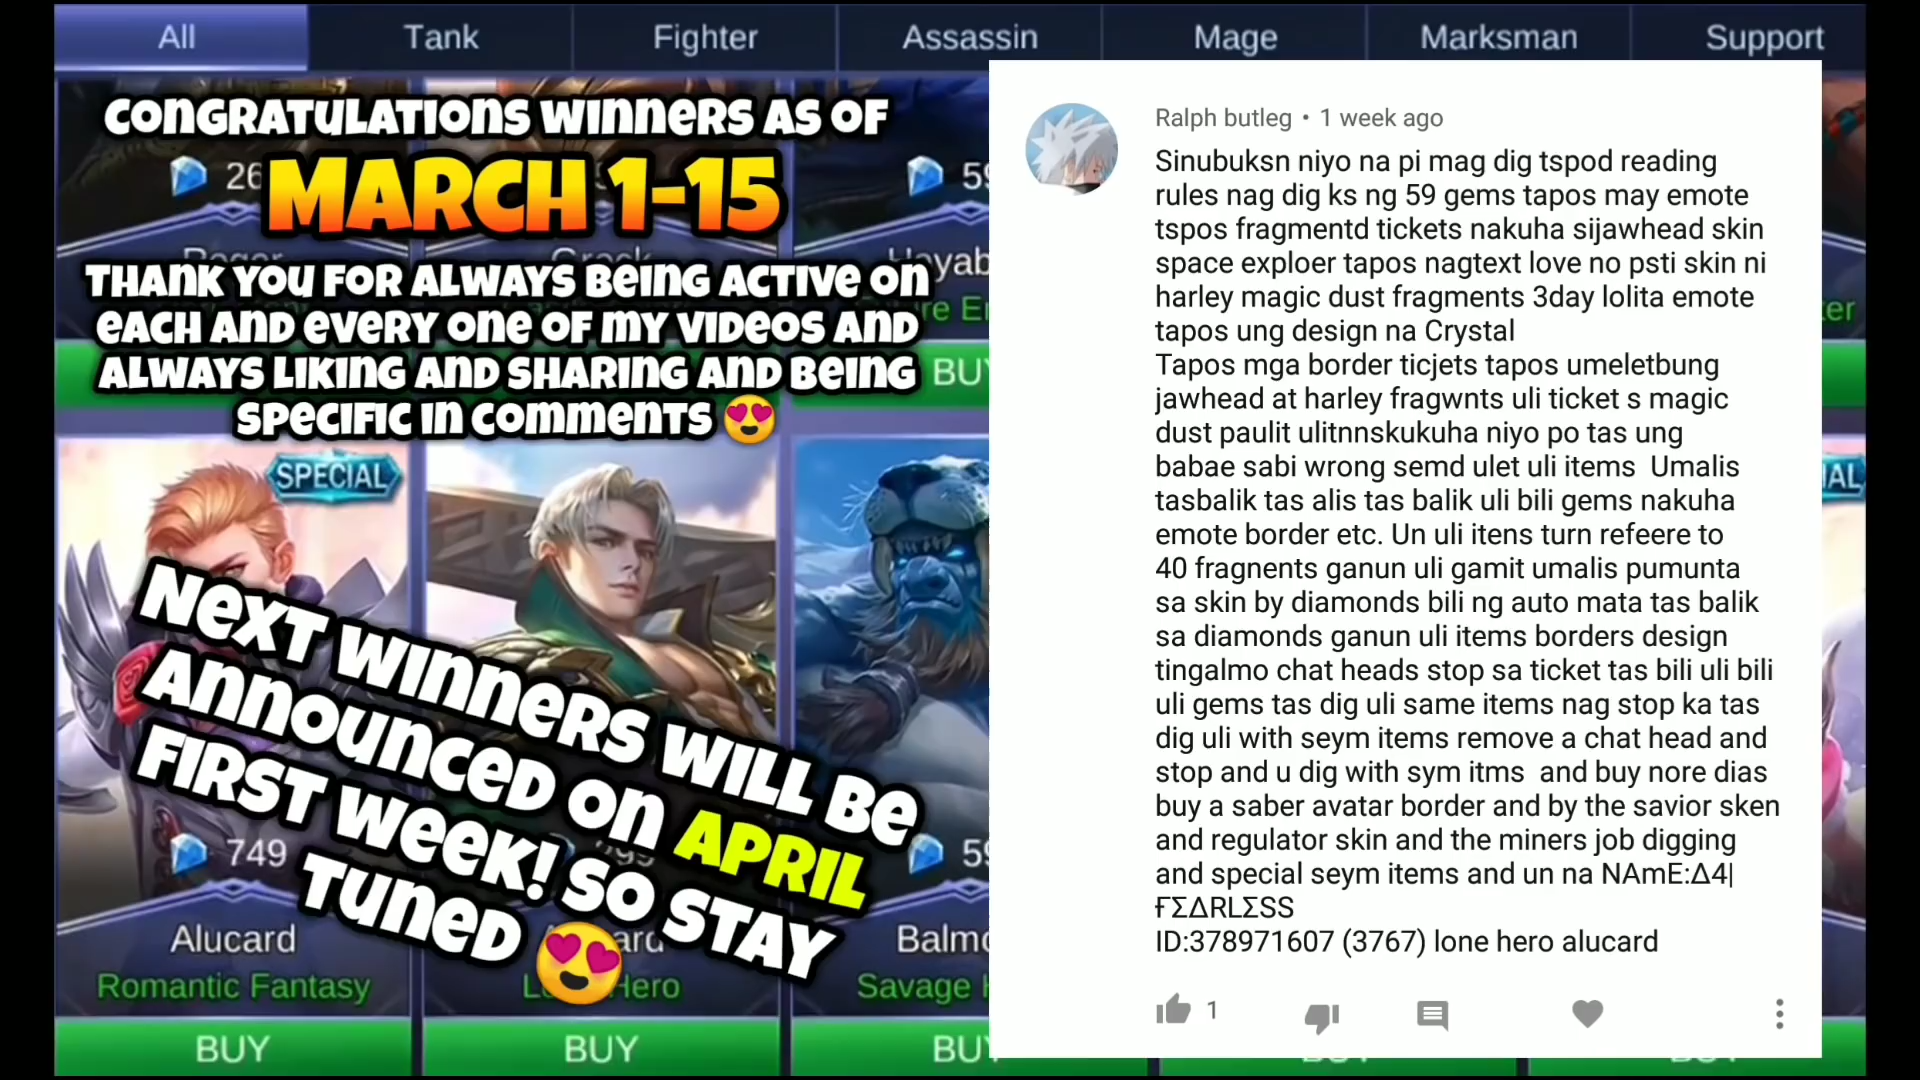 All
Tank
Fighter
Assassin
Mage
Marksman
Support
CONGRATULATIONS WINNERS AS OF
MARCH 1-15
THANK YOU FOR ALWAYS BEING ACTIVE ON
EACH AND EVERY ONE OF MY VIDEOS AND
ALWAYS LIKING AND SHARING AND BEING
SPECIFIC IN COMMENTS 😍
SPECIAL
NEXT WINNERS WILL BE
ANNOUNCED ON APRIL
FIRST WEEK! SO STAY
TUNED 😍
749
Alucard
Romantic Fantasy
BUY
BUY
Ralph butleg • 1 week ago
Sinubuksn niyo na pi mag dig tspod reading
rules nag dig ks ng 59 gems tapos may emote
tspos fragmentd tickets nakuha sijawhead skin
space exploer tapos nagtext love no psti skin ni
harley magic dust fragments 3day lolita emote
tapos ung design na Crystal
Tapos mga border ticjets tapos umeletbung
jawhead at harley fragwnts uli ticket s magic
dust paulit ulitnnskukuha niyo po tas ung
babae sabi wrong semd ulet uli items  Umalis
tasbalik tas alis tas balik uli bili gems nakuha
emote border etc. Un uli itens turn refeere to
40 fragnents ganun uli gamit umalis pumunta
sa skin by diamonds bili ng auto mata tas balik
sa diamonds ganun uli items borders design
tingalmo chat heads stop sa ticket tas bili uli bili
uli gems tas dig uli same items nag stop ka tas
dig uli with seym items remove a chat head and
stop and u dig with sym itms  and buy nore dias
buy a saber avatar border and by the savior sken
and regulator skin and the miners job digging
and special seym items and un na NAmE:Δ4|
ҒΣΔRLΣSS
ID:378971607 (3767) lone hero alucard
1